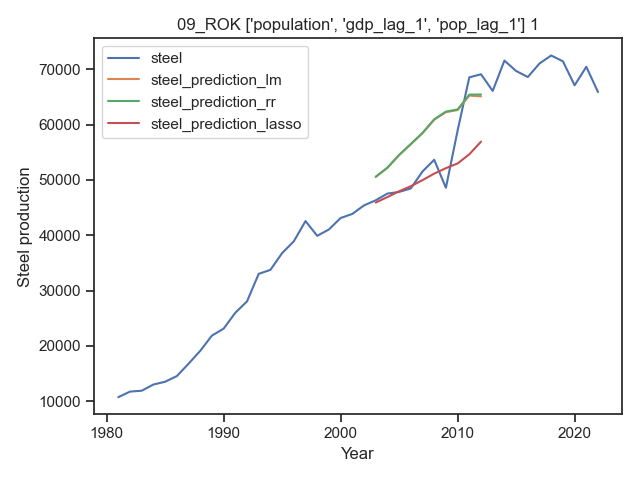 09_ROK ['population', 'gdp_lag_1', 'pop_lag_1'] 1
steel
steel_prediction_lm
steel_prediction_rr
steel_prediction_lasso
Steel production
70000
60000
50000
40000
30000
20000
10000
1980
1990
2000
2010
2020
Year